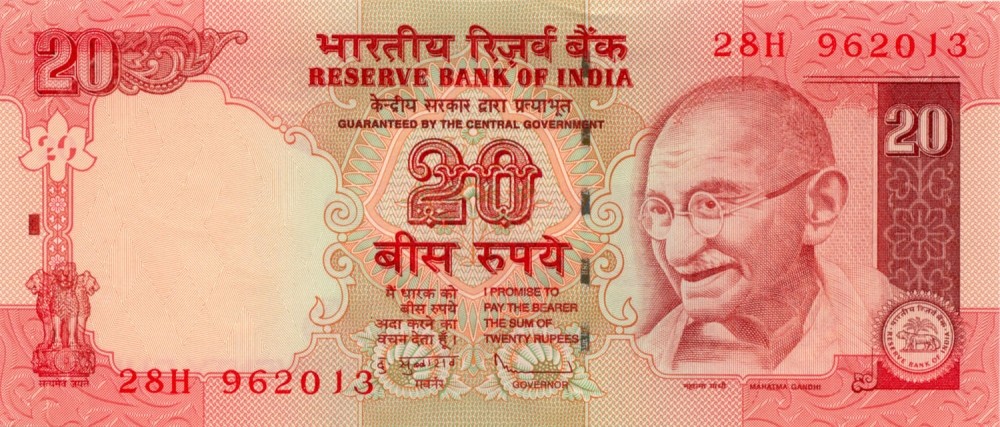 20
भारतीय रिज़र्व बैंक
RESERVE BANK OF INDIA
केन्द्रीय सरकार द्वारा प्रत्याभूत
GUARANTEED BY THE CENTRAL GOVERNMENT
28H 962013
20
20
20
बीस रुपये
मैं धारक को
बीस रुपये
अदा करने का
वचन देता हूँ।
I PROMISE TO
PAY THE BEARER
THE SUM OF
TWENTY RUPEES
गवर्नर
GOVERNOR
सत्यमेव जयते
28H 962013
महात्मा गांधी
MAHATMA GANDHI
भारतीय रिज़र्व बैंक
RESERVE BANK OF INDIA